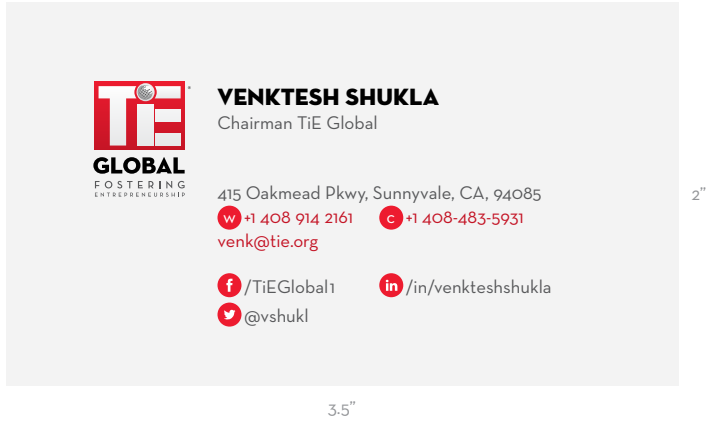 TiE
GLOBAL
FOSTERING
ENTREPRENEURSHIP
VENKTESH SHUKLA
Chairman TiE Global
415 Oakmead Pkwy, Sunnyvale, CA, 94085
w +1 408 914 2161 c +1 408-483-5931
venk@tie.org
f /TiEGlobal1 in /in/venkteshshukla
@vshukl
2”
3.5”